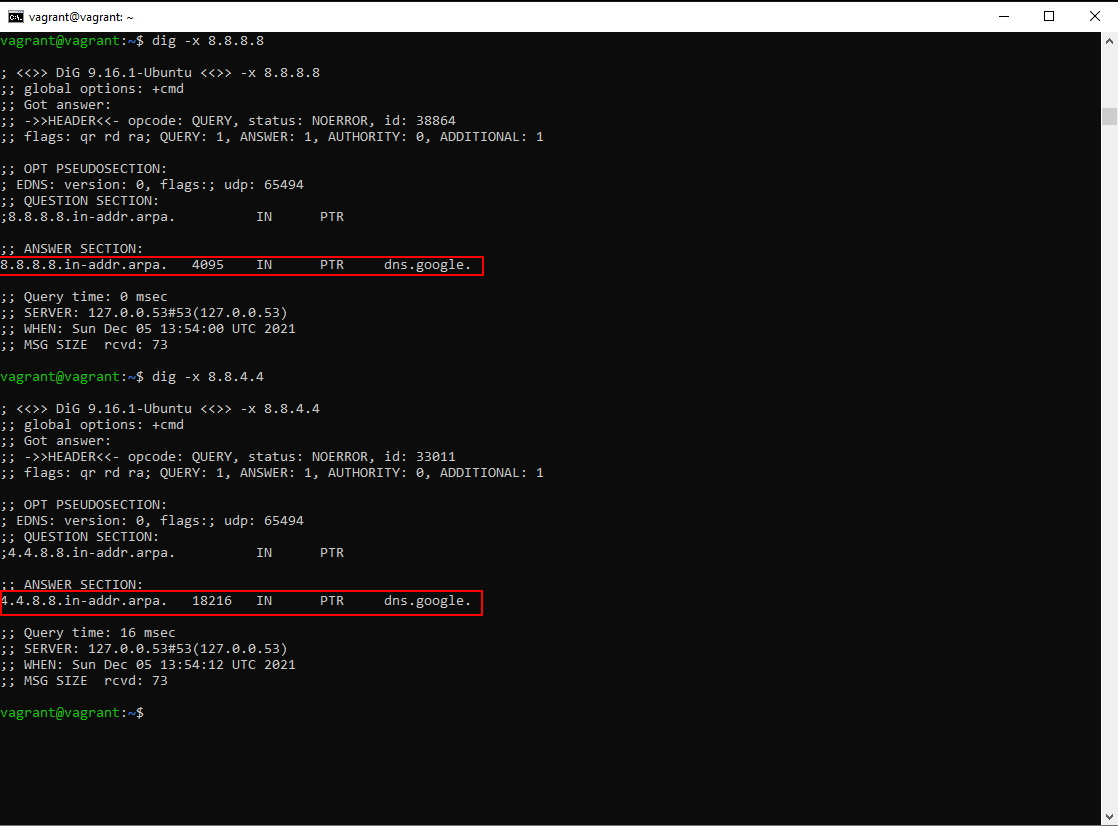 vagrant@vagrant: ~
vagrant@vagrant:~$ dig -x 8.8.8.8
; <<>> DiG 9.16.1-Ubuntu <<>> -x 8.8.8.8
;; global options: +cmd
;; Got answer:
;; ->>HEADER<<- opcode: QUERY, status: NOERROR, id: 38864
;; flags: qr rd ra; QUERY: 1, ANSWER: 1, AUTHORITY: 0, ADDITIONAL: 1
;; OPT PSEUDOSECTION:
; EDNS: version: 0, flags:; udp: 65494
;; QUESTION SECTION:
;8.8.8.8.in-addr.arpa. IN PTR
;; ANSWER SECTION:
8.8.8.8.in-addr.arpa. 4095 IN PTR dns.google.
;; Query time: 0 msec
;; SERVER: 127.0.0.53#53(127.0.0.53)
;; WHEN: Sun Dec 05 13:54:00 UTC 2021
;; MSG SIZE rcvd: 73
vagrant@vagrant:~$ dig -x 8.8.4.4
; <<>> DiG 9.16.1-Ubuntu <<>> -x 8.8.4.4
;; global options: +cmd
;; Got answer:
;; ->>HEADER<<- opcode: QUERY, status: NOERROR, id: 33011
;; flags: qr rd ra; QUERY: 1, ANSWER: 1, AUTHORITY: 0, ADDITIONAL: 1
;; OPT PSEUDOSECTION:
; EDNS: version: 0, flags:; udp: 65494
;; QUESTION SECTION:
;4.4.8.8.in-addr.arpa. IN PTR
;; ANSWER SECTION:
4.4.8.8.in-addr.arpa. 18216 IN PTR dns.google.
;; Query time: 16 msec
;; SERVER: 127.0.0.53#53(127.0.0.53)
;; WHEN: Sun Dec 05 13:54:12 UTC 2021
;; MSG SIZE rcvd: 73
vagrant@vagrant:~$